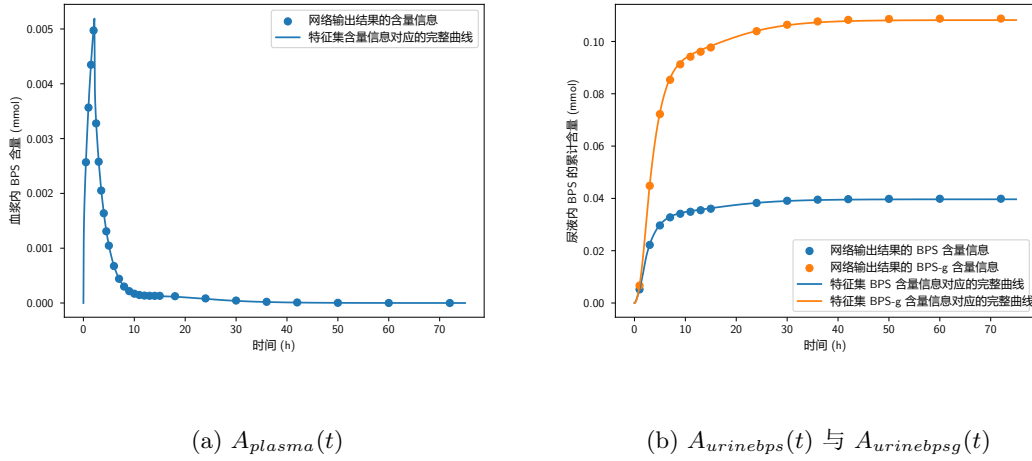 网络输出结果的含量信息
特征集含量信息对应的完整曲线
0.005
0.004
0.003
0.002
0.001
0.000
血浆内 BPS 含量 (mmol)
0 10 20 30 40 50 60 70
时间 (h)
(a) A_{plasma}(t)
0.10
0.08
0.06
0.04
0.02
0.00
尿液内 BPS 的累计含量 (mmol)
网络输出结果的 BPS 含量信息
网络输出结果的 BPS-g 含量信息
特征集 BPS 含量信息对应的完整曲线
特征集 BPS-g 含量信息对应的完整曲线
0 10 20 30 40 50 60 70
时间 (h)
(b) A_{urinebps}(t) 与 A_{urinebpsg}(t)